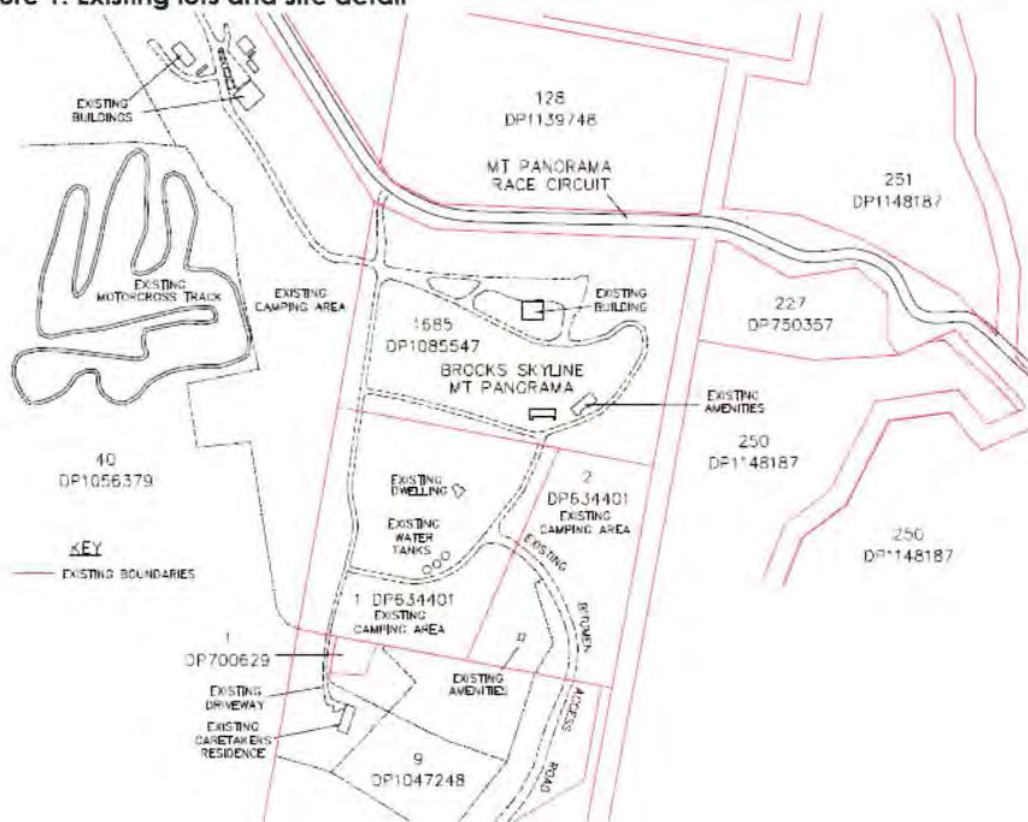 ure 1: Existing lots and site detail
EXISTING
BUILDINGS
128
DP1139748
MT PANORAMA
RACE CIRCUIT
251
DP1148187
EXISTING
MOTORCROSS TRACK
EXISTING
CAMPING AREA
1685
DP1085547
EXISTING
BUILDING
227
DP750357
BROCKS SKYLINE
MT PANORAMA
EXISTING
AMENITIES
40
DP1056379
250
DP1148187
EXISTING
DWELLING
2
DP634401
EXISTING
CAMPING AREA
EXISTING
WATER
TANKS
250
DP1148187
KEY
EXISTING BOUNDARIES
EXISTING
BITUMEN
ACCESS
ROAD
1 DP634401
EXISTING
CAMPING AREA
1
DP700629
EXISTING
AMENITIES
EXISTING
DRIVEWAY
EXISTING
CARETAKERS
RESIDENCE
9
DP1047248